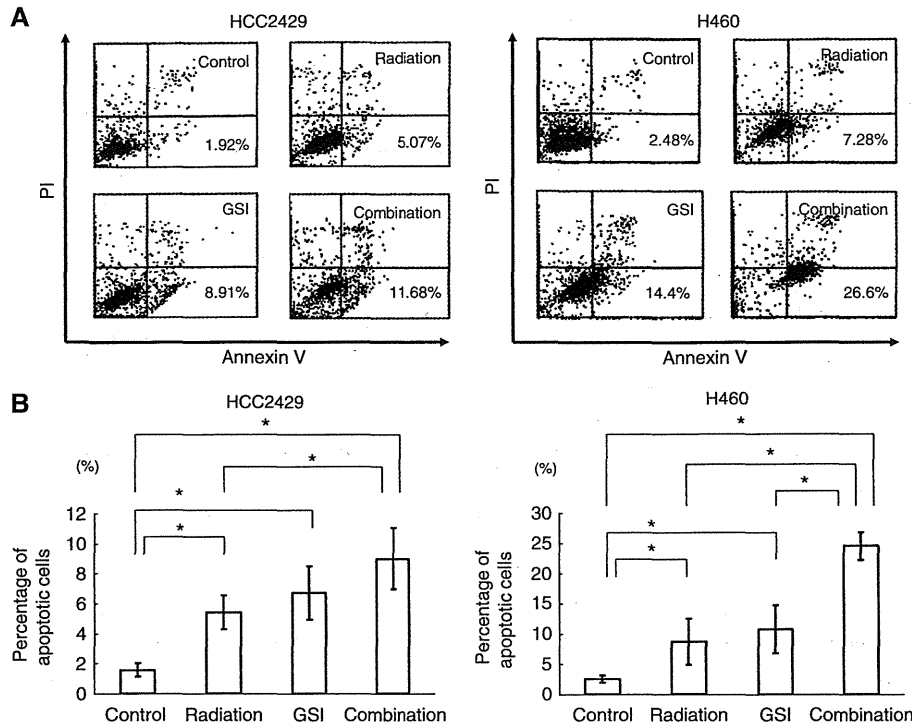 A
HCC2429
H460
PI
Control
1.92%
Radiation
5.07%
GSI
8.91%
Combination
11.68%
Annexin V
Control
2.48%
Radiation
7.28%
GSI
14.4%
Combination
26.6%
Annexin V
B
HCC2429
(%)
*
*
*
*
Percentage of
apoptotic cells
12
10
8
6
4
2
0
Control Radiation GSI Combination
H460
(%)
*
*
*
*
*
Percentage of
apoptotic cells
30
25
20
15
10
5
0
Control Radiation GSI Combination